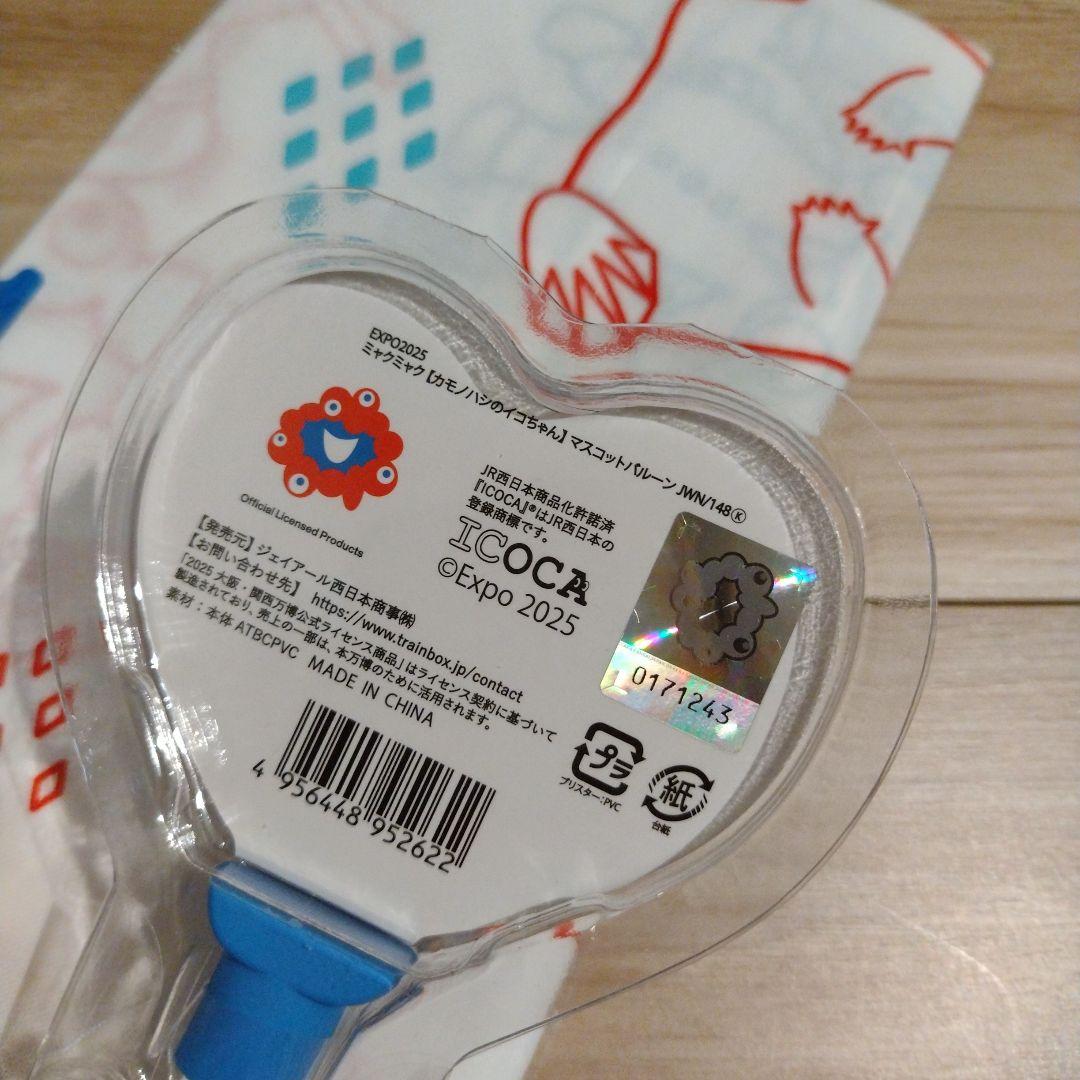 EXPO2025
ミャクミャク【カモノハシのイコちゃん】マスコットバルーン JWN/148Ⓚ
Official Licensed Products
JR西日本商品化許諾済
『ICOCA』®はJR西日本の
登録商標です。
ICOCA
©Expo 2025
【発売元】ジェイアール西日本商事㈱
【お問い合わせ先】 https://www.trainbox.jp/contact
「2025 大阪・関西万博公式ライセンス商品」はライセンス契約に基づいて
製造されており、売上の一部は、本万博のために活用されます。
素材：本体 ATBCPVC MADE IN CHINA
0171243
プラ
ブリスター：PVC
紙
台紙
4 956448 952622